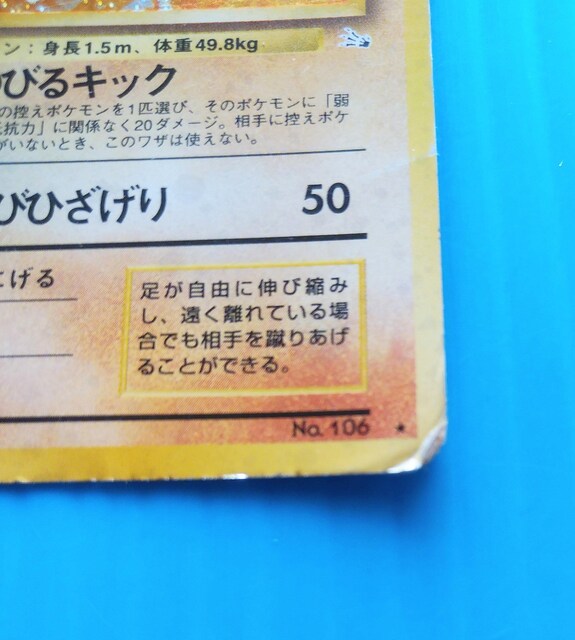 ン：身長1.5m、体重49.8kg
びるキック
の控えポケモンを1匹選び、そのポケモンに「弱
抗力」に関係なく20ダメージ。相手に控えポケ
がいないとき、このワザは使えない。
びひざげり 50
げる
足が自由に伸び縮み
し、遠く離れている場
合でも相手を蹴りあげ
ることができる。
No. 106 ★